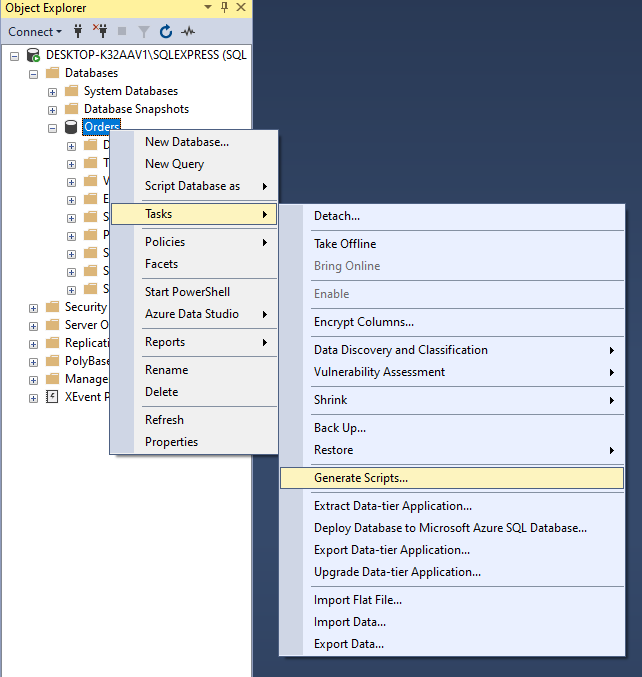 Object Explorer
Connect
DESKTOP-K32AAV1\SQLEXPRESS (SQL
Databases
System Databases
Database Snapshots
Orders
D
T
V
E
S
P
S
S
S
Security
Server O
Replicati
PolyBase
Manage
XEvent P
New Database...
New Query
Script Database as
Tasks
Policies
Facets
Start PowerShell
Azure Data Studio
Reports
Rename
Delete
Refresh
Properties
Detach...
Take Offline
Bring Online
Enable
Encrypt Columns...
Data Discovery and Classification
Vulnerability Assessment
Shrink
Back Up...
Restore
Generate Scripts...
Extract Data-tier Application...
Deploy Database to Microsoft Azure SQL Database...
Export Data-tier Application...
Upgrade Data-tier Application...
Import Flat File...
Import Data...
Export Data...